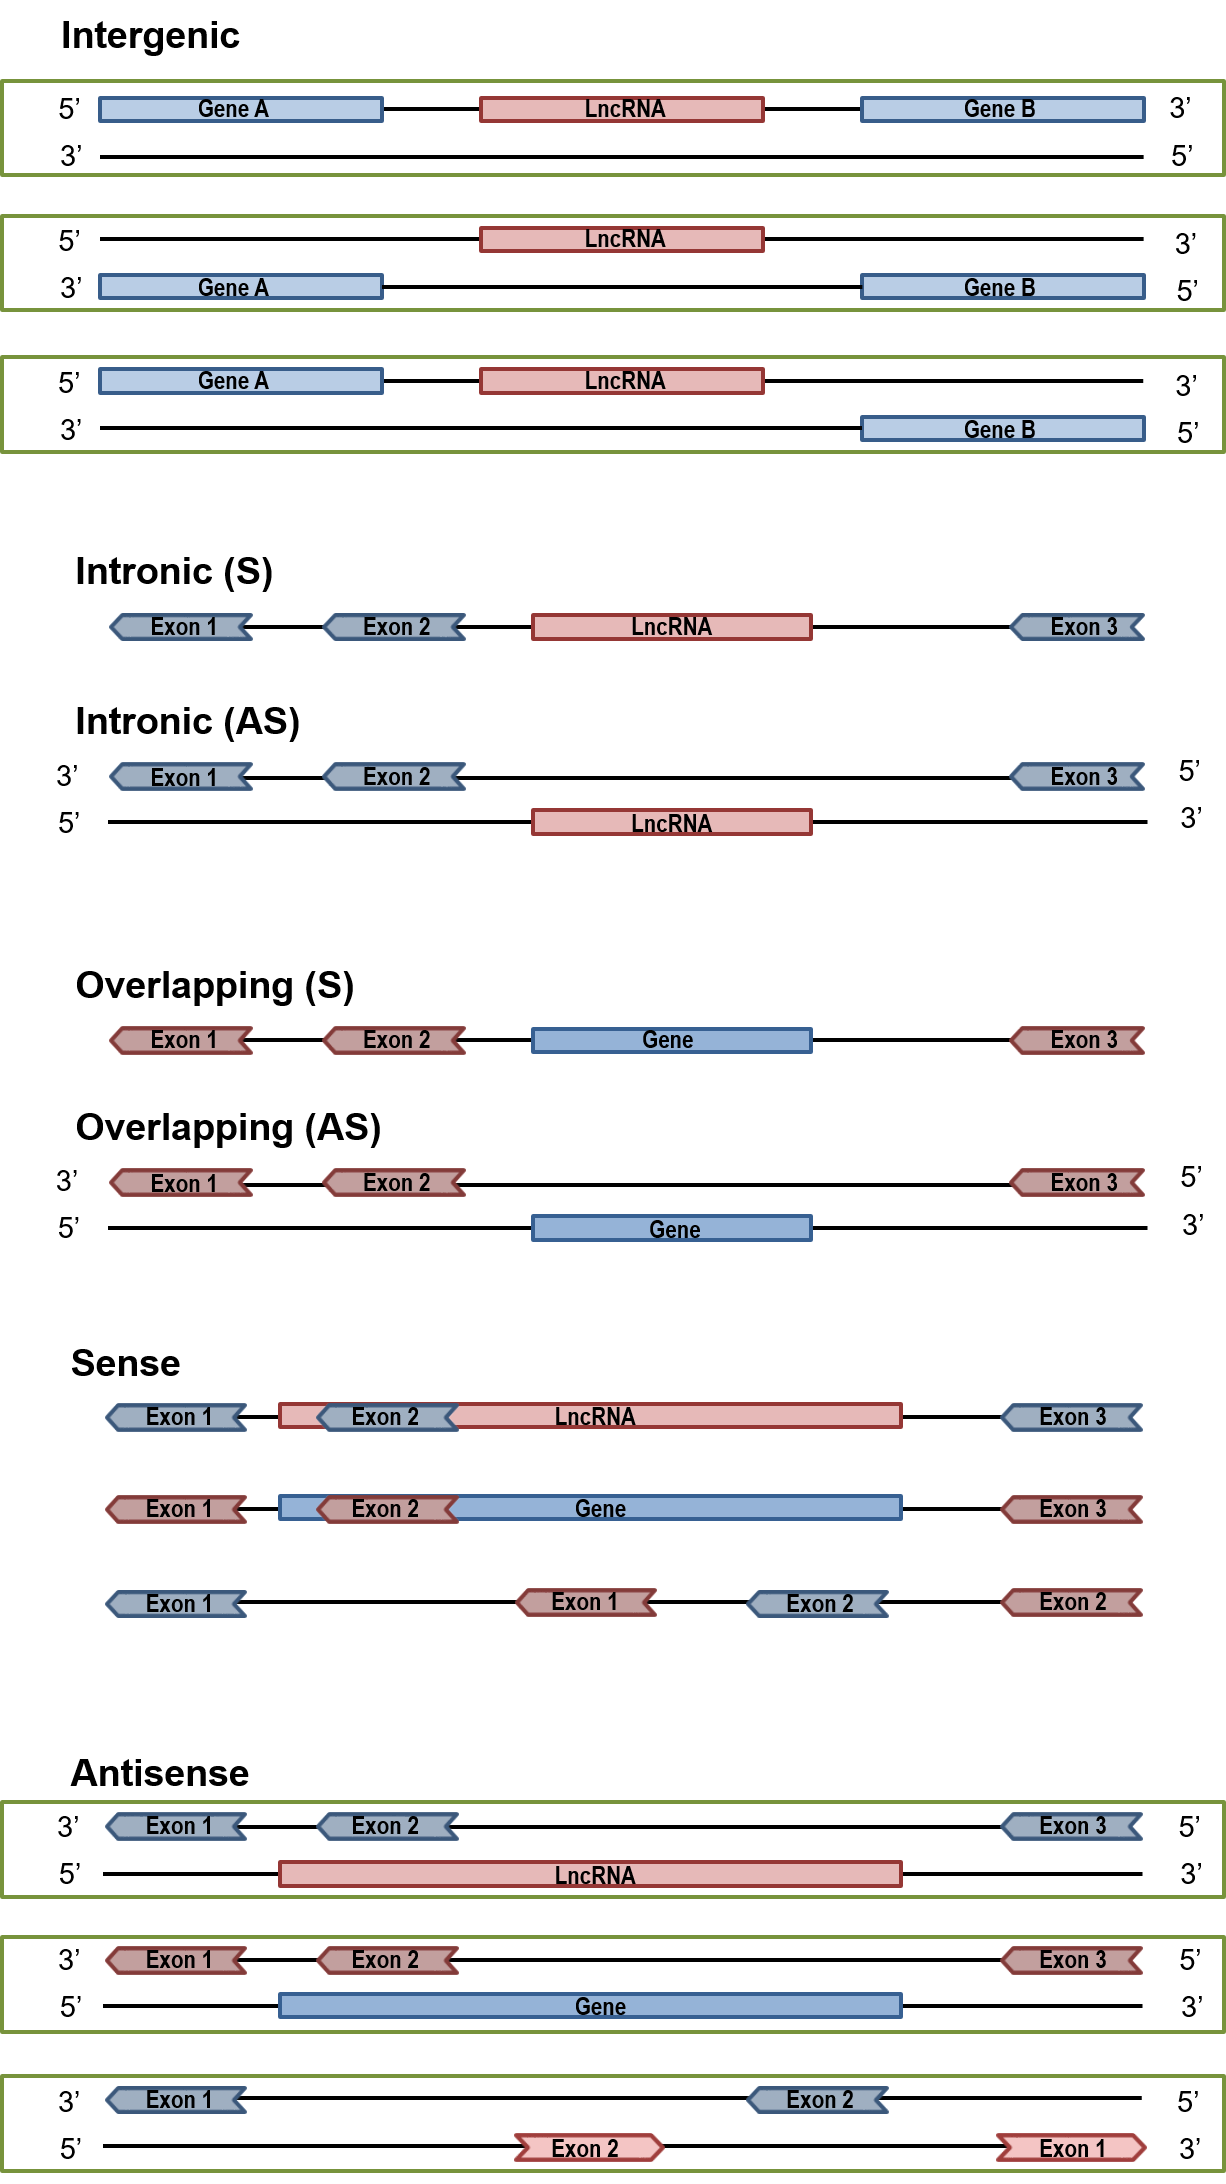 Intergenic
5’ Gene A LncRNA Gene B 3’
3’ 5’
5’ LncRNA 3’
3’ Gene A Gene B 5’
5’ Gene A LncRNA 3’
3’ Gene B 5’
Intronic (S)
Exon 1 Exon 2 LncRNA Exon 3
Intronic (AS)
3’ Exon 1 Exon 2 Exon 3 5’
5’ LncRNA 3’
Overlapping (S)
Exon 1 Exon 2 Gene Exon 3
Overlapping (AS)
3’ Exon 1 Exon 2 Exon 3 5’
5’ Gene 3’
Sense
Exon 1 Exon 2 LncRNA Exon 3
Exon 1 Exon 2 Gene Exon 3
Exon 1 Exon 1 Exon 2 Exon 2
Antisense
3’ Exon 1 Exon 2 Exon 3 5’
5’ LncRNA 3’
3’ Exon 1 Exon 2 Exon 3 5’
5’ Gene 3’
3’ Exon 1 Exon 2 5’
5’ Exon 2 Exon 1 3’